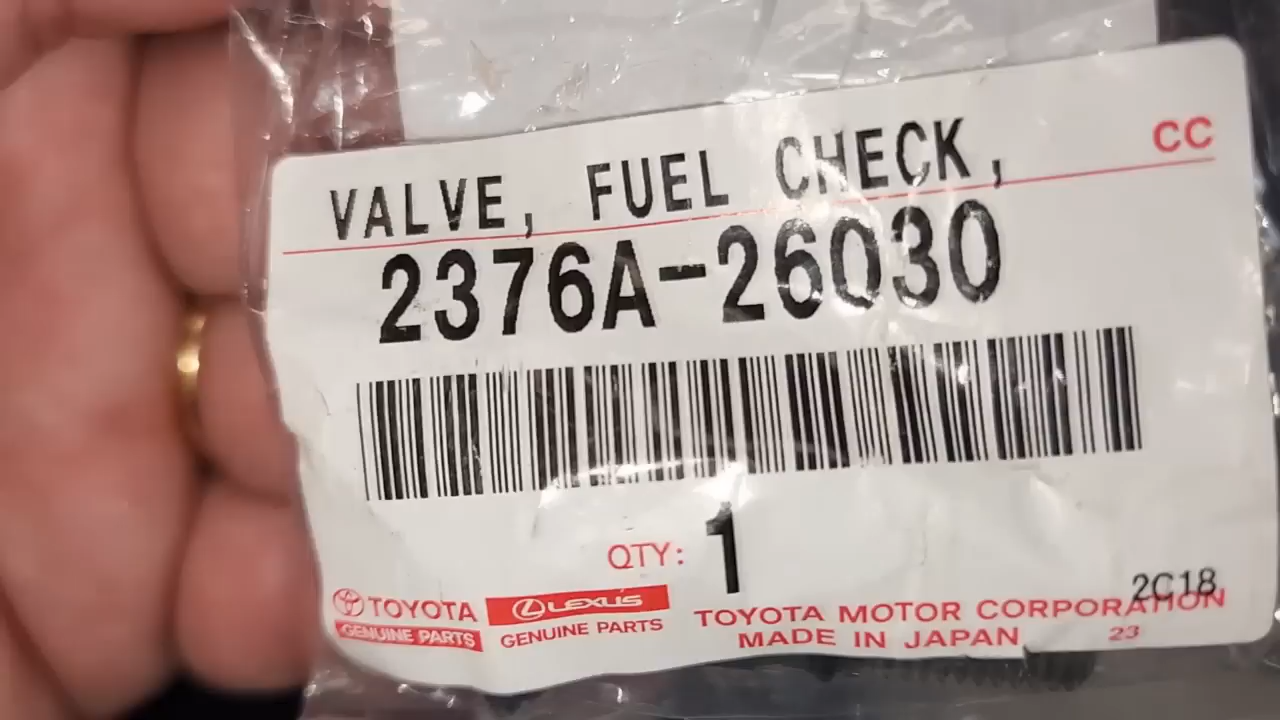 CC
VALVE, FUEL CHECK,
2376A-26030
QTY: 1
2C18
TOYOTA
GENUINE PARTS
LEXUS
GENUINE PARTS
TOYOTA MOTOR CORPORATION
MADE IN JAPAN
23